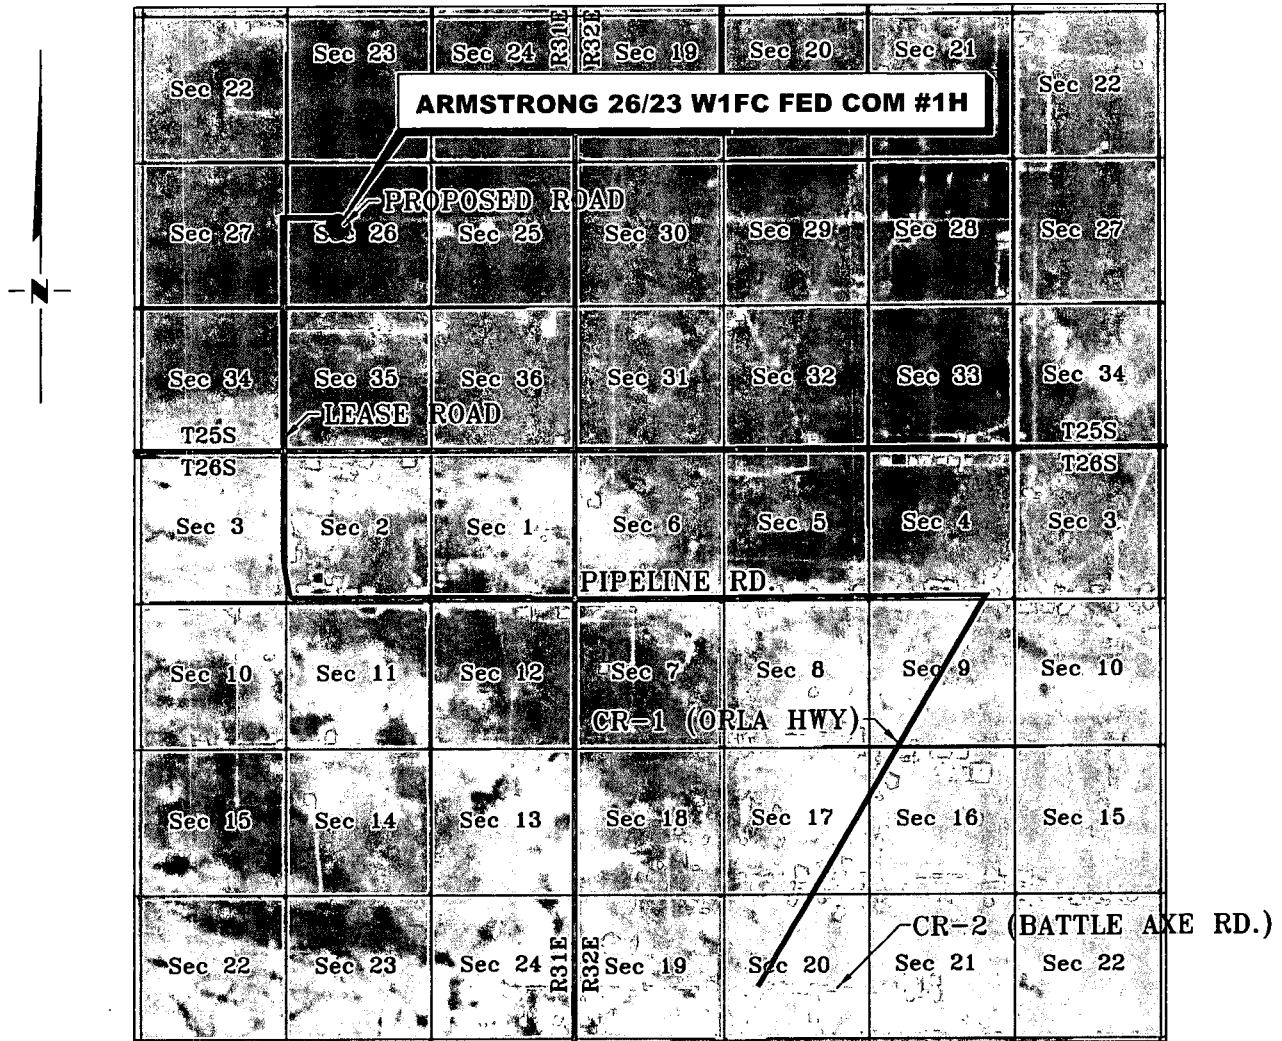 R31E
R32E
Sec 22
Sec 23
Sec 24
Sec 19
Sec 20
Sec 21
Sec 22
ARMSTRONG 26/23 W1FC FED COM #1H
PROPOSED ROAD
Sec 27
Sec 26
Sec 25
Sec 30
Sec 29
Sec 28
Sec 27
N
Sec 34
Sec 35
Sec 36
Sec 31
Sec 32
Sec 33
Sec 34
LEASE ROAD
T25S
T25S
T26S
T26S
Sec 3
Sec 2
Sec 1
Sec 6
Sec 5
Sec 4
Sec 3
PIPELINE RD.
Sec 10
Sec 11
Sec 12
Sec 7
Sec 8
Sec 9
Sec 10
CR-1 (ORLA HWY)
Sec 15
Sec 14
Sec 13
Sec 18
Sec 17
Sec 16
Sec 15
CR-2 (BATTLE AXE RD.)
Sec 22
Sec 23
Sec 24
R31E
R32E
Sec 19
Sec 20
Sec 21
Sec 22